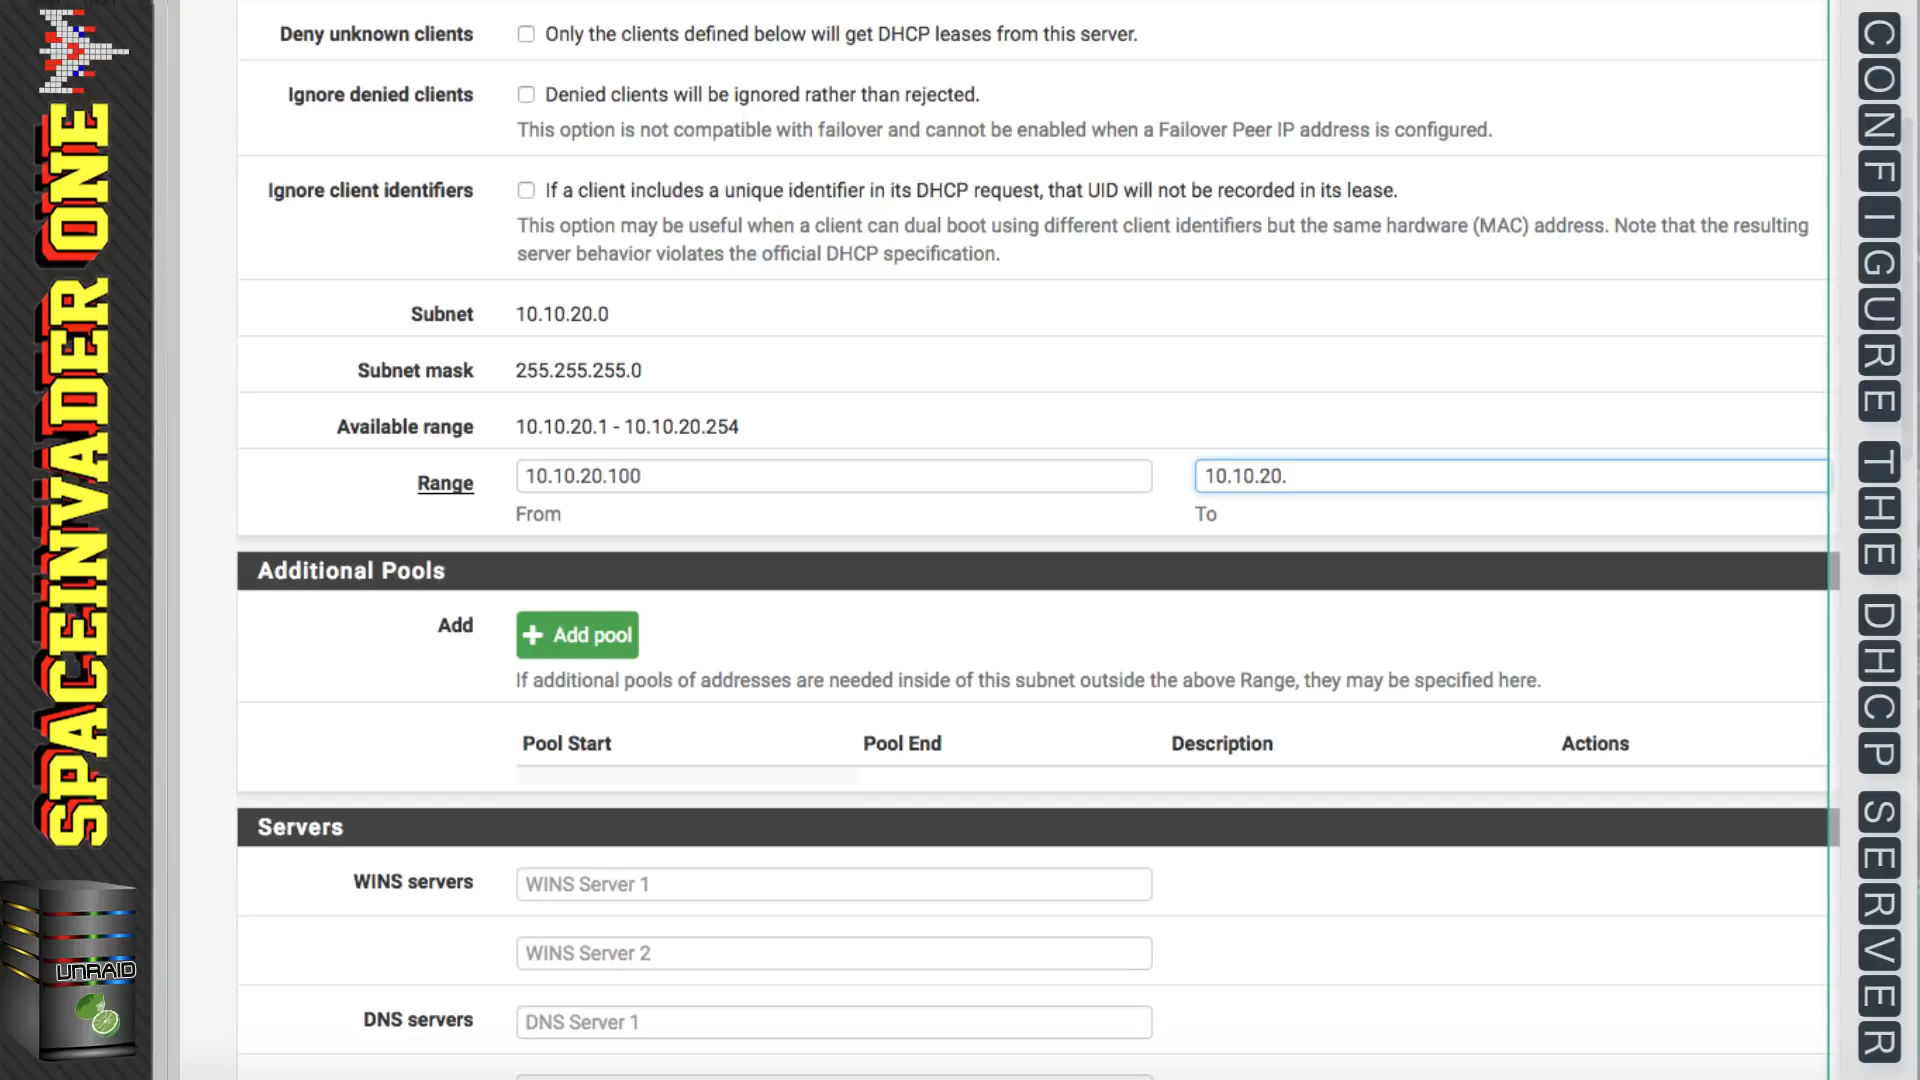 SPACEINVADER ONE
UNRAID
Deny unknown clients
Only the clients defined below will get DHCP leases from this server.
Ignore denied clients
Denied clients will be ignored rather than rejected.
This option is not compatible with failover and cannot be enabled when a Failover Peer IP address is configured.
Ignore client identifiers
If a client includes a unique identifier in its DHCP request, that UID will not be recorded in its lease.
This option may be useful when a client can dual boot using different client identifiers but the same hardware (MAC) address. Note that the resulting
server behavior violates the official DHCP specification.
Subnet
10.10.20.0
Subnet mask
255.255.255.0
Available range
10.10.20.1 - 10.10.20.254
Range
10.10.20.100
10.10.20.
From
To
Additional Pools
Add
Add pool
If additional pools of addresses are needed inside of this subnet outside the above Range, they may be specified here.
Pool Start
Pool End
Description
Actions
Servers
WINS servers
WINS Server 1
WINS Server 2
DNS servers
DNS Server 1
CONFIGURE THE DHCP SERVER